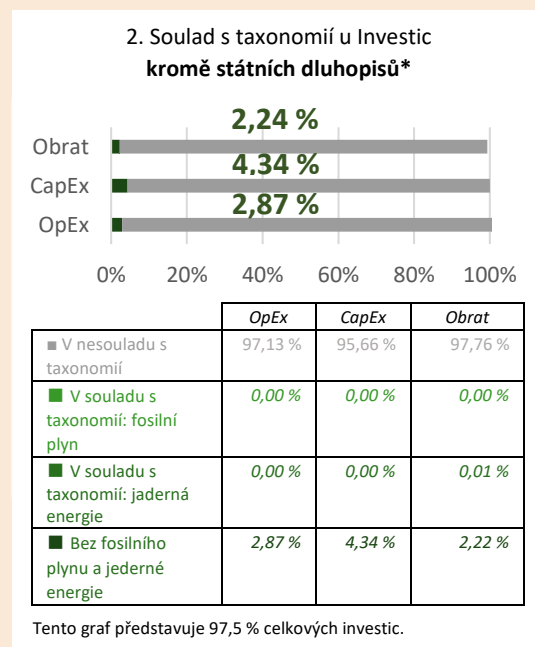 2. Soulad s taxonomií u Investic
kromě státních dluhopisů*
2,24 %
Obrat
4,34 %
CapEx
2,87 %
OpEx
0% 20% 40% 60% 80% 100%
OpEx CapEx Obrat
■ V nesouladu s 97,13 % 95,66 % 97,76 %
taxonomií
■ V souladu s 0,00 % 0,00 % 0,00 %
taxonomií: fosilní
plyn
■ V souladu s 0,00 % 0,00 % 0,01 %
taxonomií: jaderná
energie
■ Bez fosilního 2,87 % 4,34 % 2,22 %
plynu a jederné
energie
Tento graf představuje 97,5 % celkových investic.